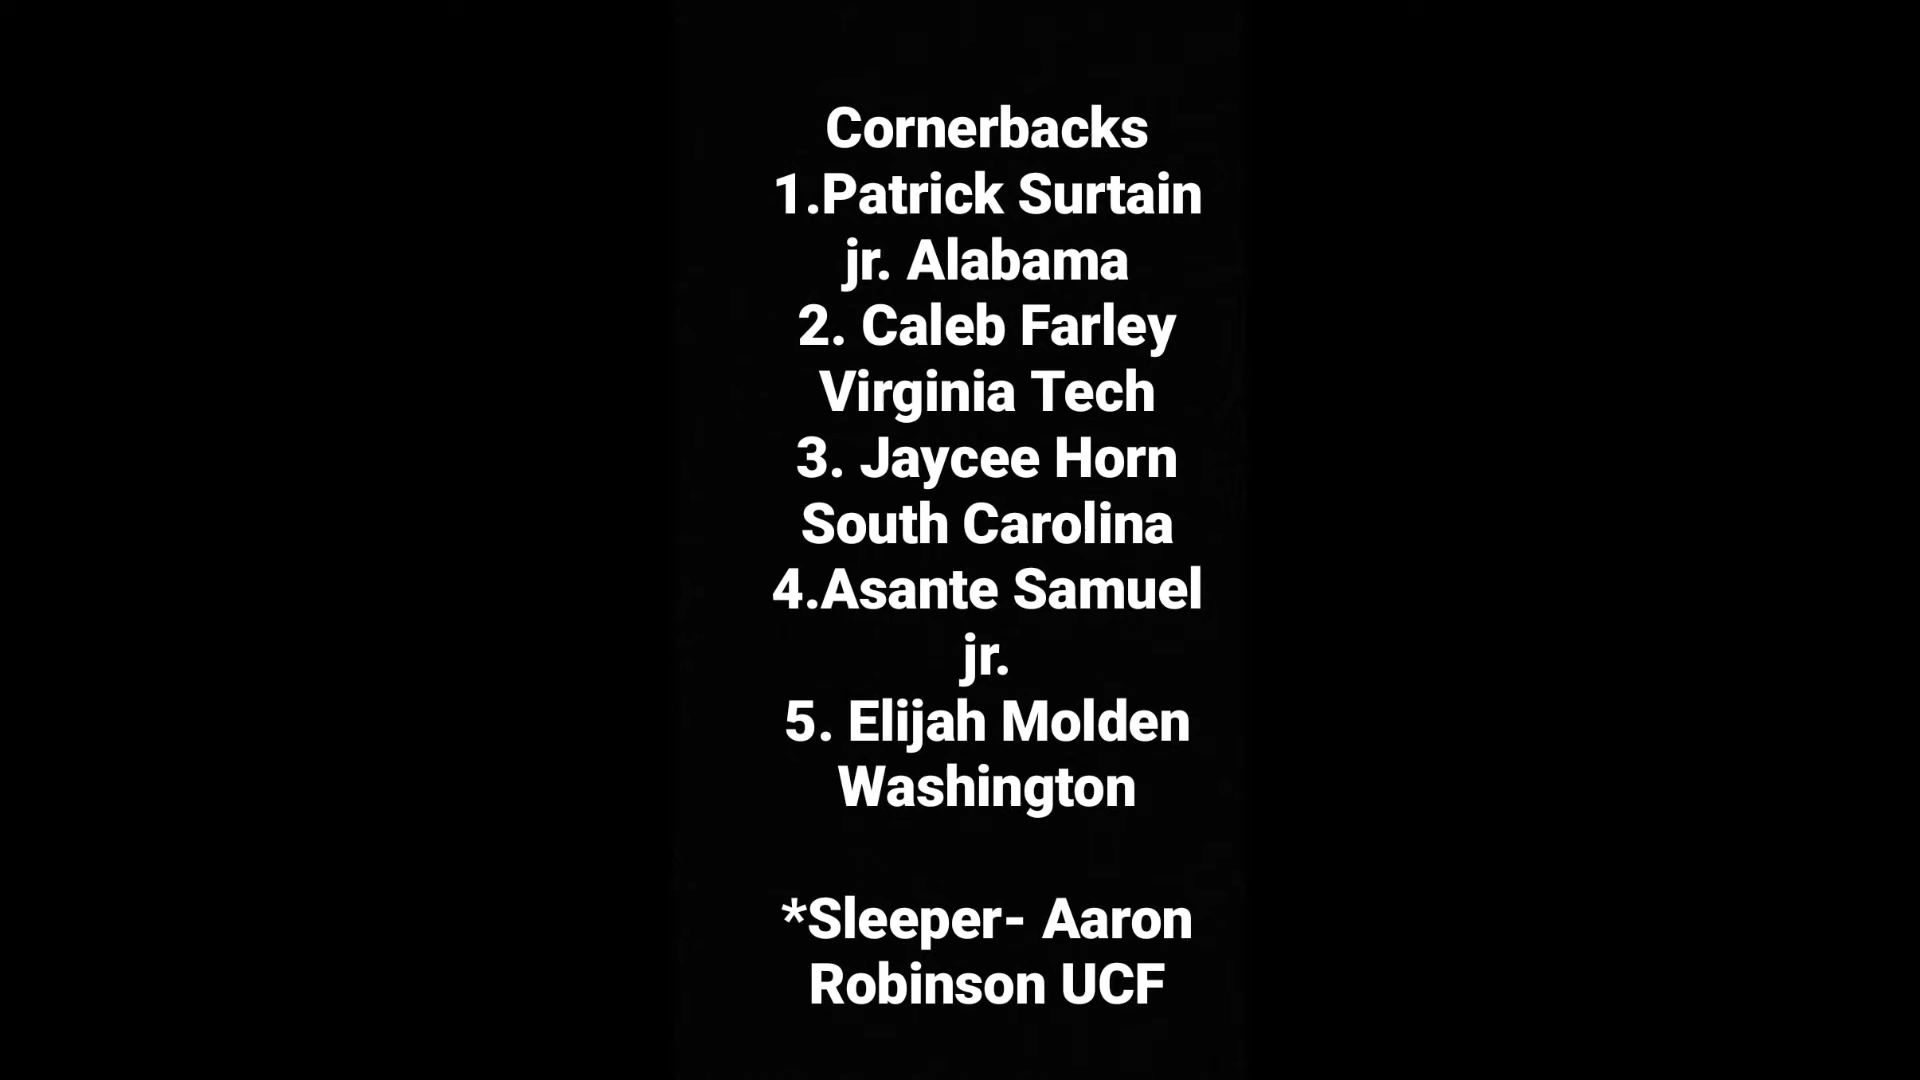 Cornerbacks
1.Patrick Surtain
jr. Alabama
2. Caleb Farley
Virginia Tech
3. Jaycee Horn
South Carolina
4.Asante Samuel
jr.
5. Elijah Molden
Washington
*Sleeper- Aaron
Robinson UCF